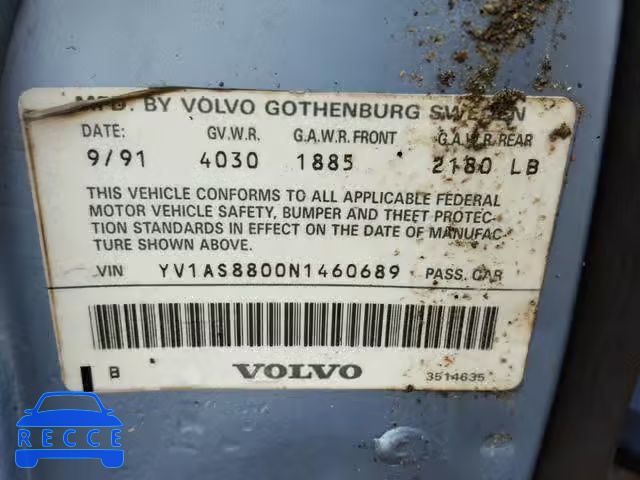 MFD. BY VOLVO GOTHENBURG SWEDEN
DATE: G.V.W.R. G.A.W.R. FRONT G.A.W.R. REAR
9/91 4030 1885 2180 LB
THIS VEHICLE CONFORMS TO ALL APPLICABLE FEDERAL
MOTOR VEHICLE SAFETY, BUMPER AND THEFT PROTEC-
TION STANDARDS IN EFFECT ON THE DATE OF MANUFAC-
TURE SHOWN ABOVE.
VIN YV1AS8800N1460689 PASS. CAR
B VOLVO 3514635